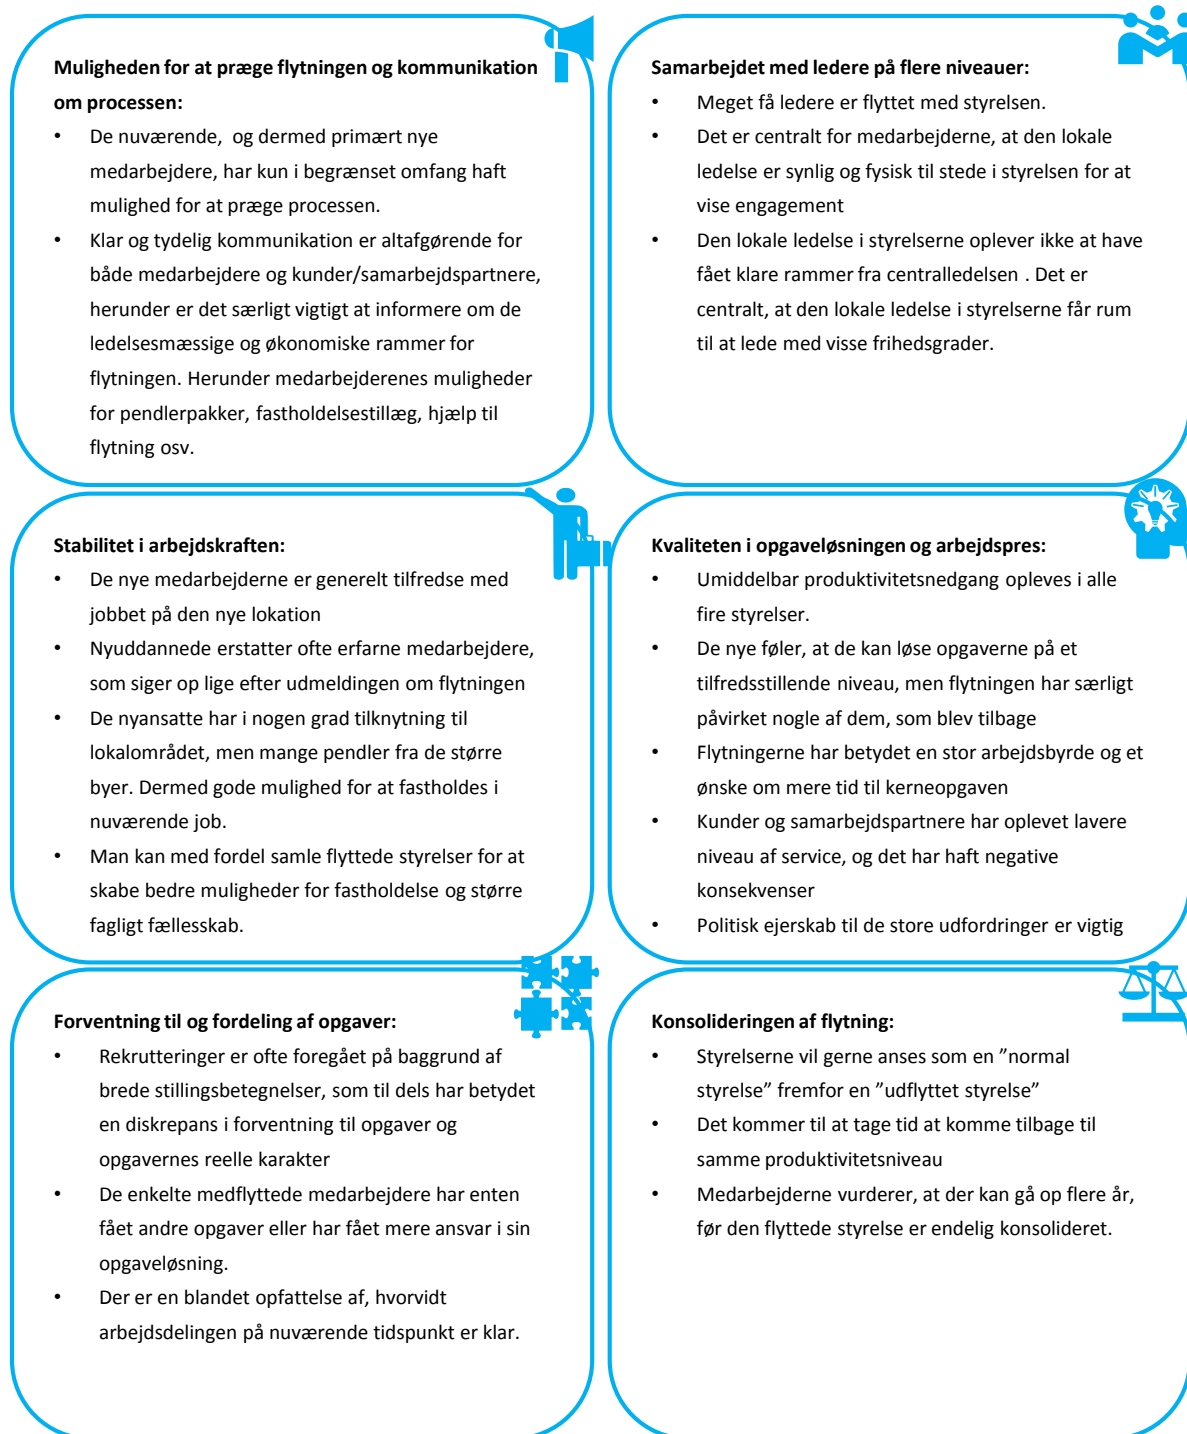 Muligheden for at præge flytningen og kommunikation
om processen:
• De nuværende, og dermed primært nye
medarbejdere, har kun i begrænset omfang haft
mulighed for at præge processen.
• Klar og tydelig kommunikation er altafgørende for
både medarbejdere og kunder/samarbejdspartnere,
herunder er det særligt vigtigt at informere om de
ledelsesmæssige og økonomiske rammer for
flytningen. Herunder medarbejderenes muligheder
for pendlerpakker, fastholdelsestillæg, hjælp til
flytning osv.
Samarbejdet med ledere på flere niveauer:
• Meget få ledere er flyttet med styrelsen.
• Det er centralt for medarbejderne, at den lokale
ledelse er synlig og fysisk til stede i styrelsen for at
vise engagement
• Den lokale ledelse i styrelserne oplever ikke at have
fået klare rammer fra centralledelsen . Det er
centralt, at den lokale ledelse i styrelserne får rum
til at lede med visse frihedsgrader.
Stabilitet i arbejdskraften:
• De nye medarbejderne er generelt tilfredse med
jobbet på den nye lokation
• Nyuddannede erstatter ofte erfarne medarbejdere,
som siger op lige efter udmeldingen om flytningen
• De nyansatte har i nogen grad tilknytning til
lokalområdet, men mange pendler fra de større
byer. Dermed gode mulighed for at fastholdes i
nuværende job.
• Man kan med fordel samle flyttede styrelser for at
skabe bedre muligheder for fastholdelse og større
fagligt fællesskab.
Kvaliteten i opgaveløsningen og arbejdspres:
• Umiddelbar produktivitetsnedgang opleves i alle
fire styrelser.
• De nye føler, at de kan løse opgaverne på et
tilfredsstillende niveau, men flytningen har særligt
påvirket nogle af dem, som blev tilbage
• Flytningerne har betydet en stor arbejdsbyrde og et
ønske om mere tid til kerneopgaven
• Kunder og samarbejdspartnere har oplevet lavere
niveau af service, og det har haft negative
konsekvenser
• Politisk ejerskab til de store udfordringer er vigtig
Forventning til og fordeling af opgaver:
• Rekrutteringer er ofte foregået på baggrund af
brede stillingsbetegnelser, som til dels har betydet
en diskrepans i forventning til opgaver og
opgavernes reelle karakter
• De enkelte medflyttede medarbejdere har enten
fået andre opgaver eller har fået mere ansvar i sin
opgaveløsning.
• Der er en blandet opfattelse af, hvorvidt
arbejdsdelingen på nuværende tidspunkt er klar.
Konsolideringen af flytning:
• Styrelserne vil gerne anses som en ”normal
styrelse” fremfor en ”udflyttet styrelse”
• Det kommer til at tage tid at komme tilbage til
samme produktivitetsniveau
• Medarbejderne vurderer, at der kan gå op flere år,
før den flyttede styrelse er endelig konsolideret.